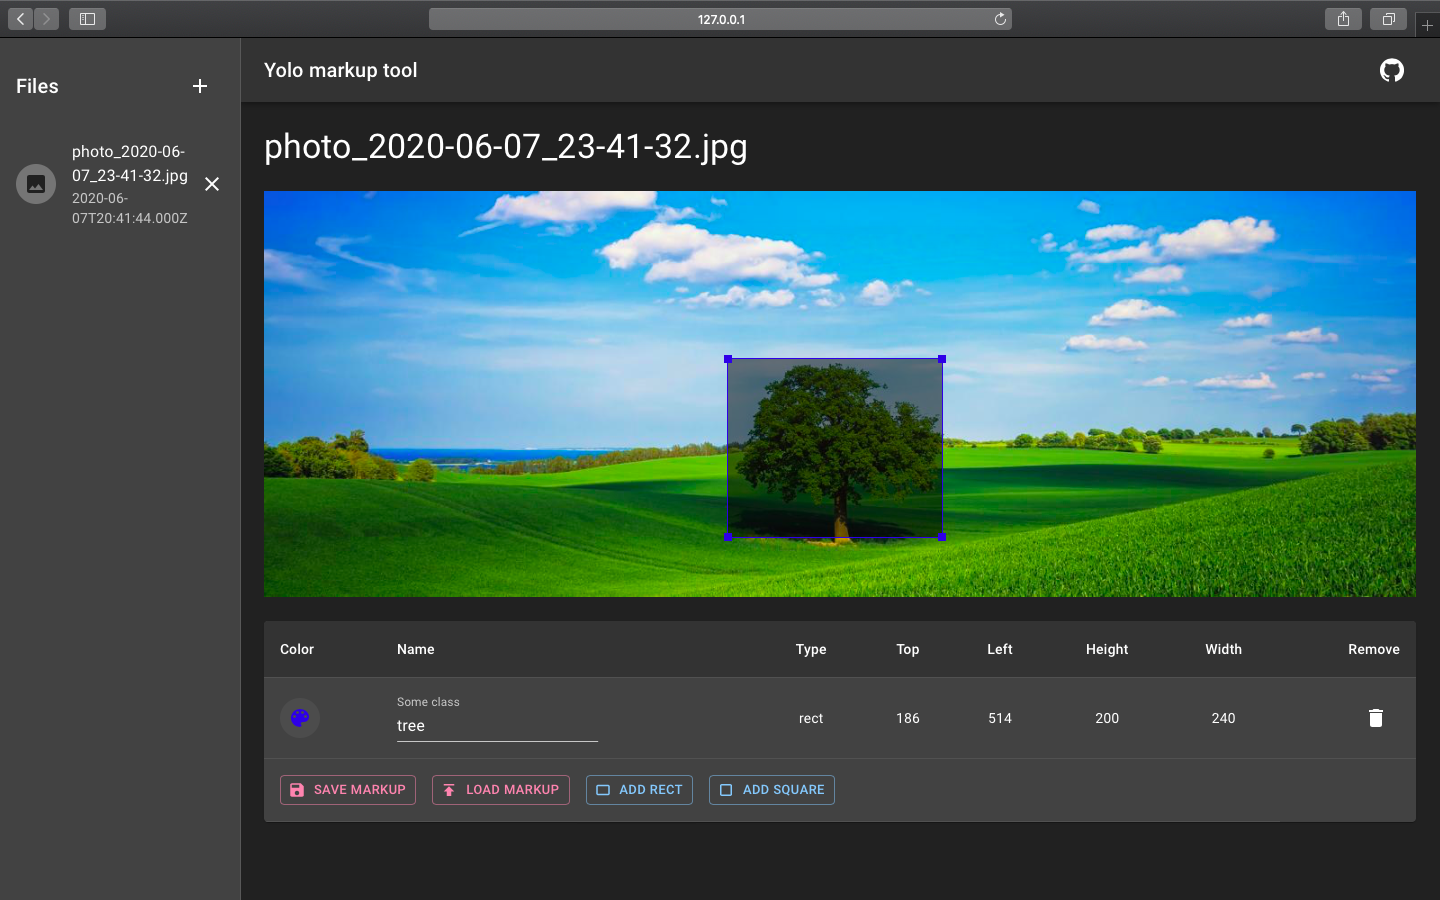 127.0.0.1
Files
photo_2020-06-
07_23-41-32.jpg
2020-06-
07T20:41:44.000Z
Yolo markup tool
photo_2020-06-07_23-41-32.jpg
Color Name Type Top Left Height Width Remove
Some class
tree rect 186 514 200 240
SAVE MARKUP LOAD MARKUP ADD RECT ADD SQUARE